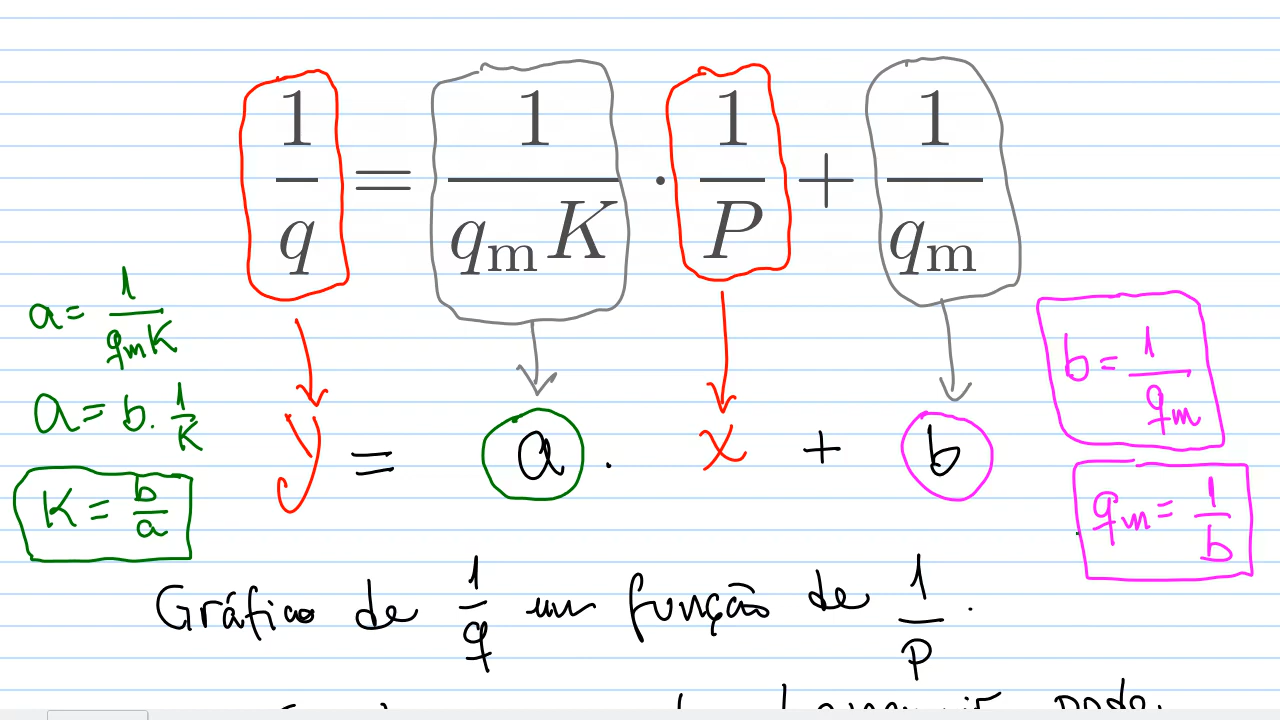 1/q = 1/(q_m K) · 1/P + 1/q_m
a = 1/(q_m K)
a = b · 1/K
K = b/a
y = a · x + b
b = 1/q_m
q_m = 1/b
Gráfico de 1/q em função de 1/P.